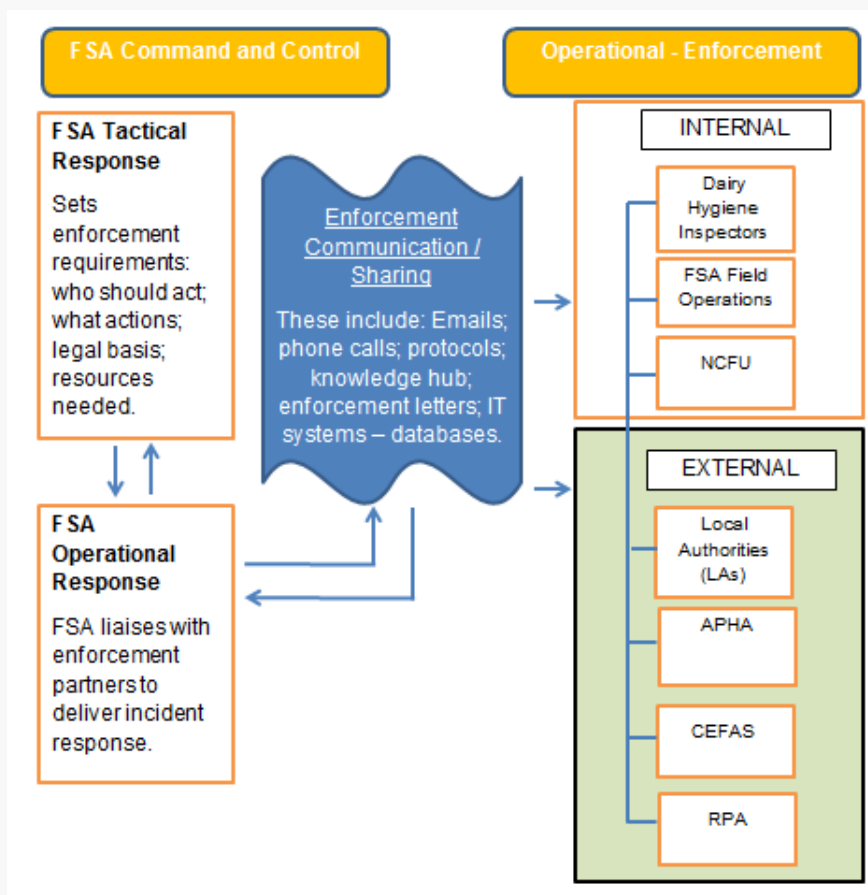 FSA Command and Control
Operational - Enforcement
FSA Tactical
Response
Sets
enforcement
requirements:
who should act;
what actions;
legal basis;
resources
needed.
FSA
Operational
Response
FSA liaises with
enforcement
partners to
deliver incident
response.
Enforcement
Communication /
Sharing
These include: Emails;
phone calls; protocols;
knowledge hub;
enforcement letters; IT
systems – databases.
INTERNAL
Dairy
Hygiene
Inspectors
FSA Field
Operations
NCFU
EXTERNAL
Local
Authorities
(LAs)
APHA
CEFAS
RPA